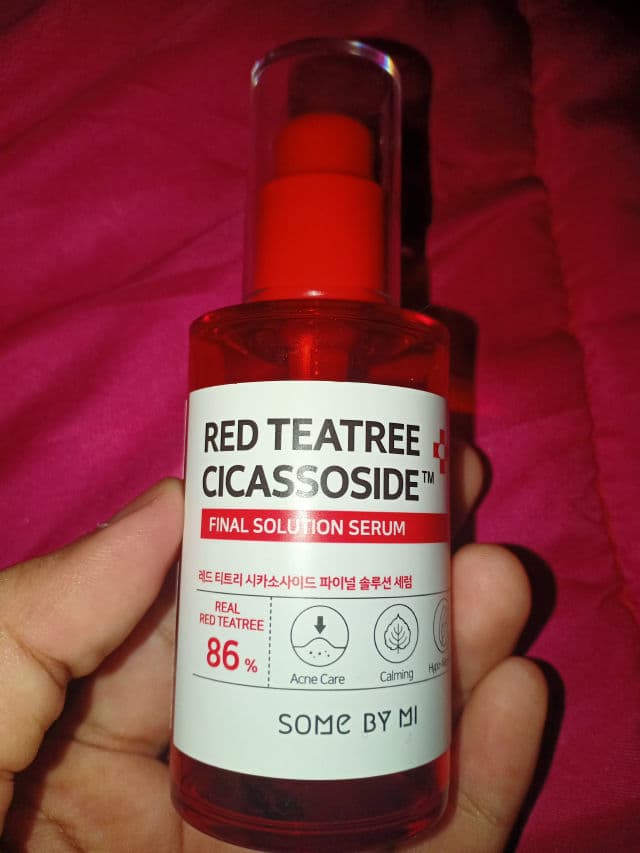 RED TEATREE
CICASSOSIDE™
FINAL SOLUTION SERUM
레드 티트리 시카소사이드 파이널 솔루션 세럼
REAL
RED TEATREE
86 %
Acne Care
Calming
SOME BY MI